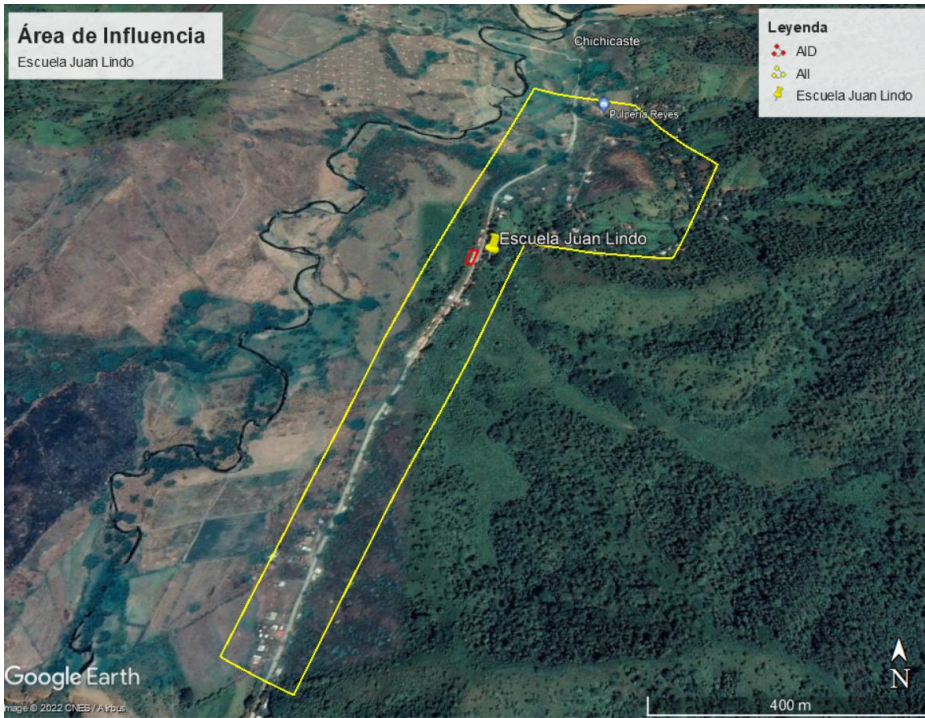 Área de Influencia
Escuela Juan Lindo
Leyenda
AID
AII
Escuela Juan Lindo
Chichicaste
Pulpería Reyes
Escuela Juan Lindo
Google Earth
Image © 2022 CNES / Airbus
N
400 m